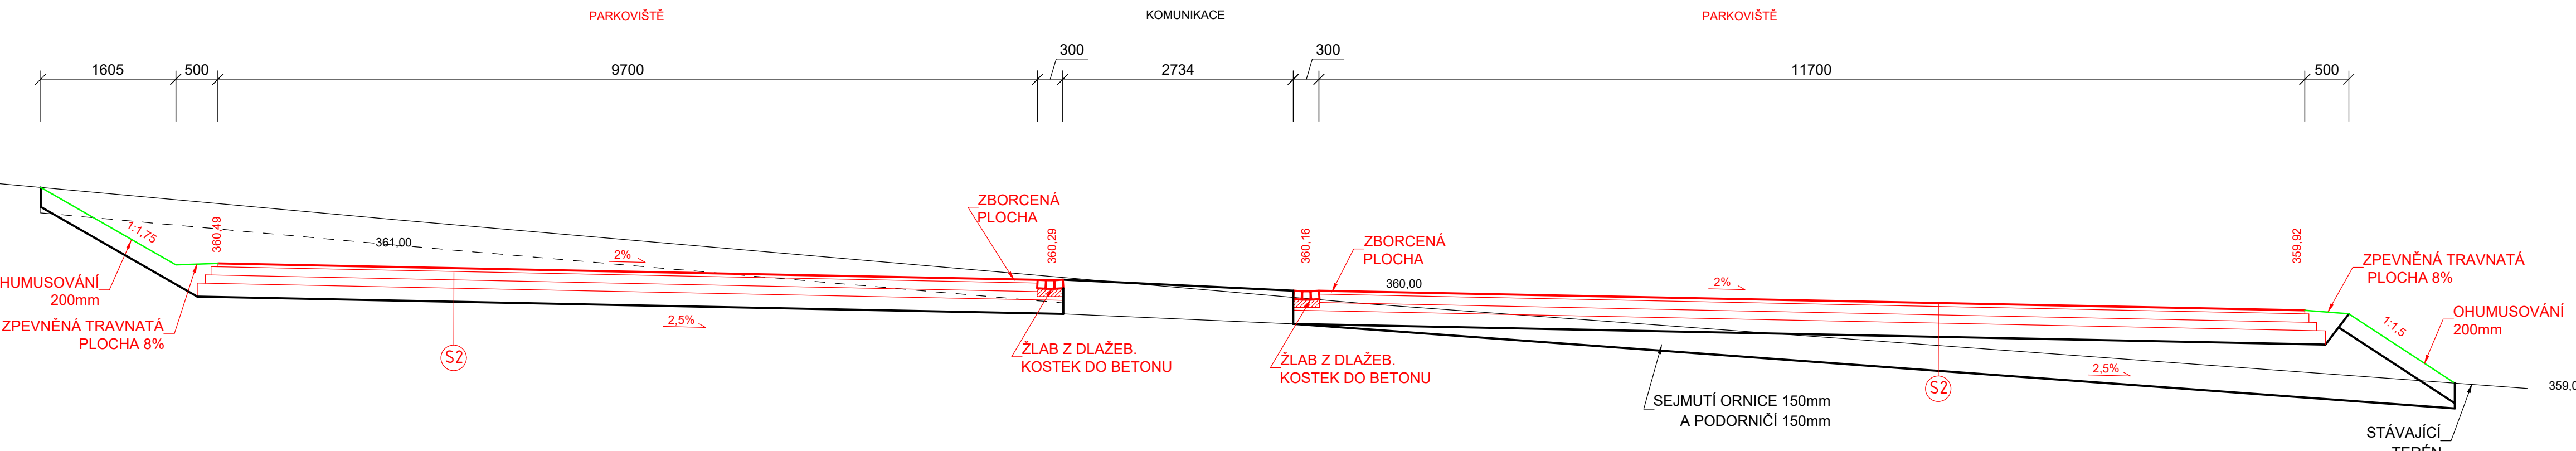 PARKOVIŠTĚ
KOMUNIKACE
PARKOVIŠTĚ
1605
500
9700
300
2734
300
11700
500
1:1,75
360,49
361,00
2%
ZBORCENÁ
PLOCHA
360,29
360,16
ZBORCENÁ
PLOCHA
360,00
2%
359,92
ZPEVNĚNÁ TRAVNATÁ
PLOCHA 8%
HUMUSOVÁNÍ
200mm
ZPEVNĚNÁ TRAVNATÁ
PLOCHA 8%
S2
2,5%
ŽLAB Z DLAŽEB.
KOSTEK DO BETONU
ŽLAB Z DLAŽEB.
KOSTEK DO BETONU
SEJMUTÍ ORNICE 150mm
A PODORNIČÍ 150mm
S2
2,5%
1:1,5
OHUMUSOVÁNÍ
200mm
359,0
STÁVAJÍCÍ
TERÉN